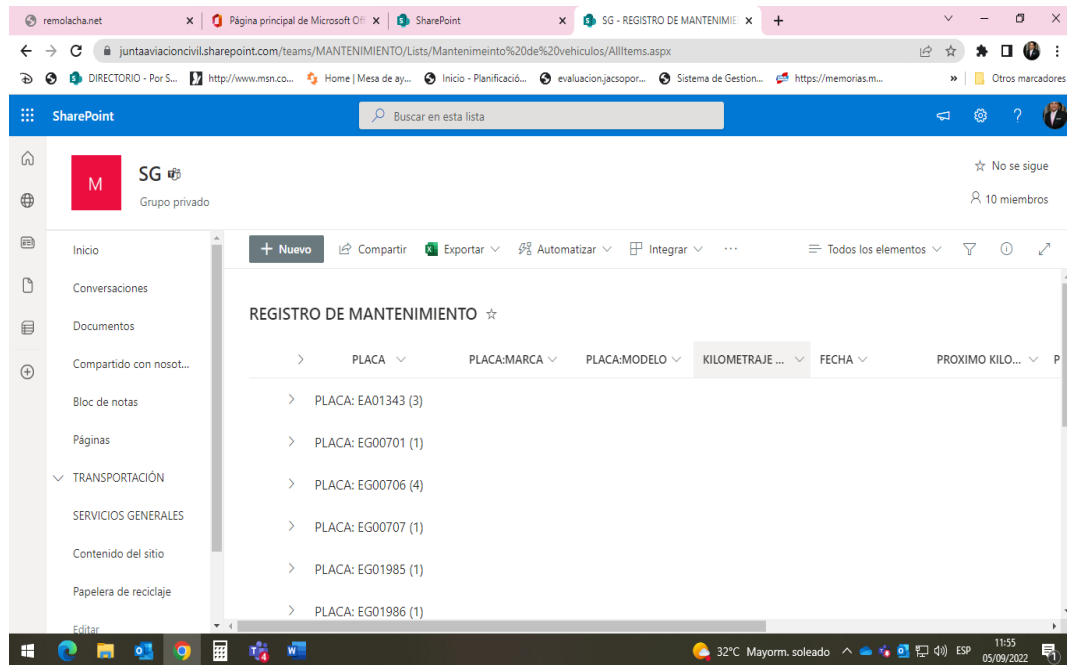 remolacha.net
Página principal de Microsoft Off
SharePoint
SG - REGISTRO DE MANTENIMIE
juntaaviacioncivil.sharepoint.com/teams/MANTENIMIENTO/Lists/Mantenimeinto%20de%20vehiculos/AllItems.aspx
DIRECTORIO - Por S...
http://www.msn.co...
Home | Mesa de ay...
Inicio - Planificació...
evaluacion.jacsopor...
Sistema de Gestion...
https://memorias.m...
»
Otros marcadores
SharePoint
Buscar en esta lista
M
SG
Grupo privado
No se sigue
10 miembros
Inicio
Conversaciones
Documentos
Compartido con nosot...
Bloc de notas
Páginas
TRANSPORTACIÓN
SERVICIOS GENERALES
Contenido del sitio
Papelera de reciclaje
Editar
+ Nuevo
Compartir
Exportar
Automatizar
Integrar
...
Todos los elementos
REGISTRO DE MANTENIMIENTO
PLACA
PLACA:MARCA
PLACA:MODELO
KILOMETRAJE ...
FECHA
PROXIMO KILO...
P
PLACA: EA01343 (3)
PLACA: EG00701 (1)
PLACA: EG00706 (4)
PLACA: EG00707 (1)
PLACA: EG01985 (1)
PLACA: EG01986 (1)
32°C Mayorm. soleado
ESP
11:55
05/09/2022